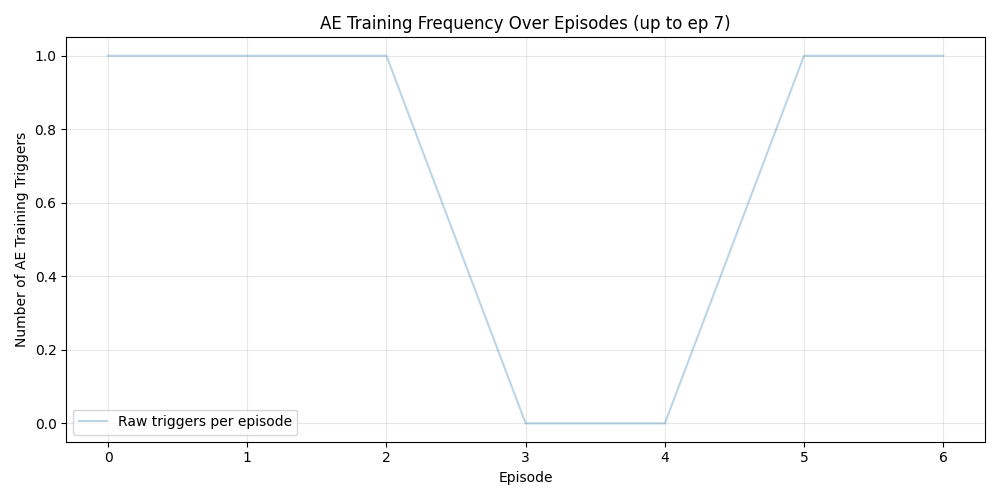 AE Training Frequency Over Episodes (up to ep 7)
Number of AE Training Triggers
1.0
0.8
0.6
0.4
0.2
0.0
Raw triggers per episode
0 1 2 3 4 5 6
Episode